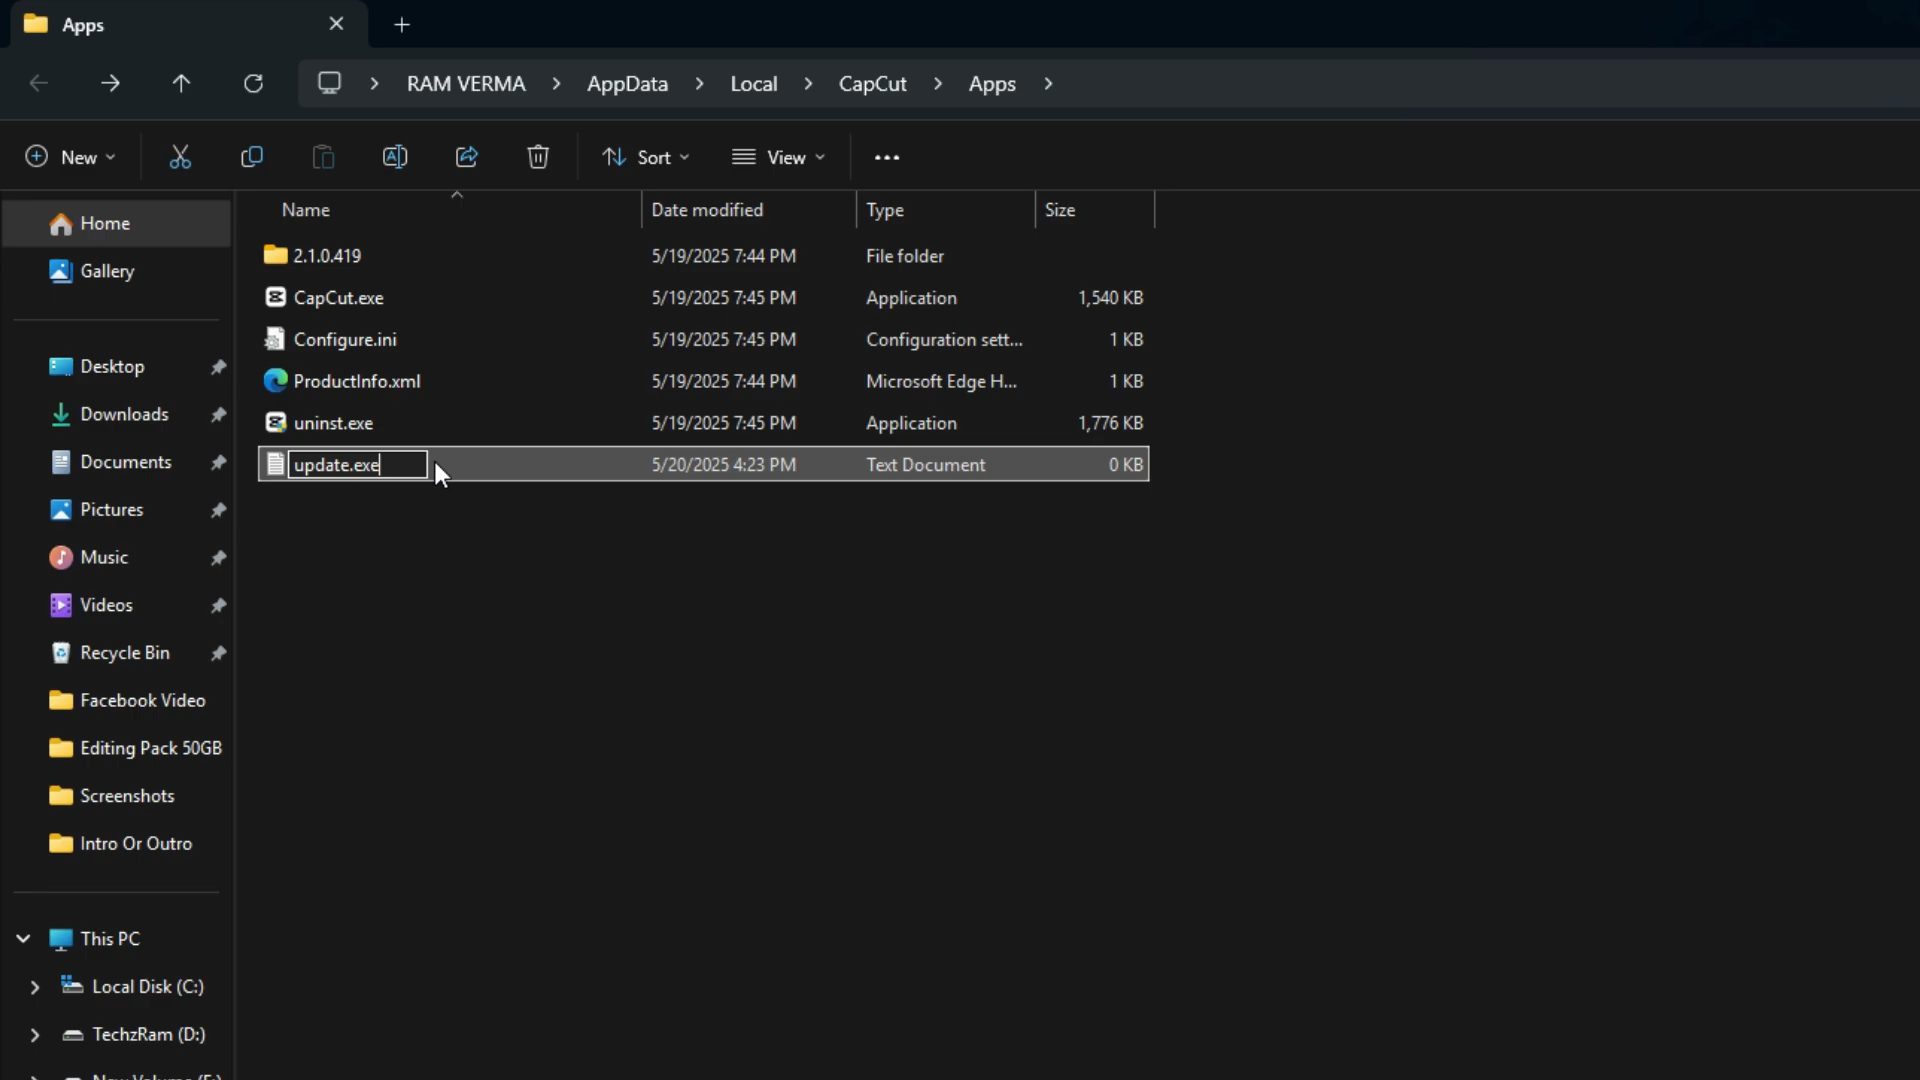 Apps
RAM VERMA > AppData > Local > CapCut > Apps >
New Sort View
Name Date modified Type Size
Home
Gallery
Desktop
Downloads
Documents
Pictures
Music
Videos
Recycle Bin
Facebook Video
Editing Pack 50GB
Screenshots
Intro Or Outro
This PC
Local Disk (C:)
TechzRam (D:)
2.1.0.419 5/19/2025 7:44 PM File folder
CapCut.exe 5/19/2025 7:45 PM Application 1,540 KB
Configure.ini 5/19/2025 7:45 PM Configuration sett... 1 KB
ProductInfo.xml 5/19/2025 7:44 PM Microsoft Edge H... 1 KB
uninst.exe 5/19/2025 7:45 PM Application 1,776 KB
update.exe 5/20/2025 4:23 PM Text Document 0 KB